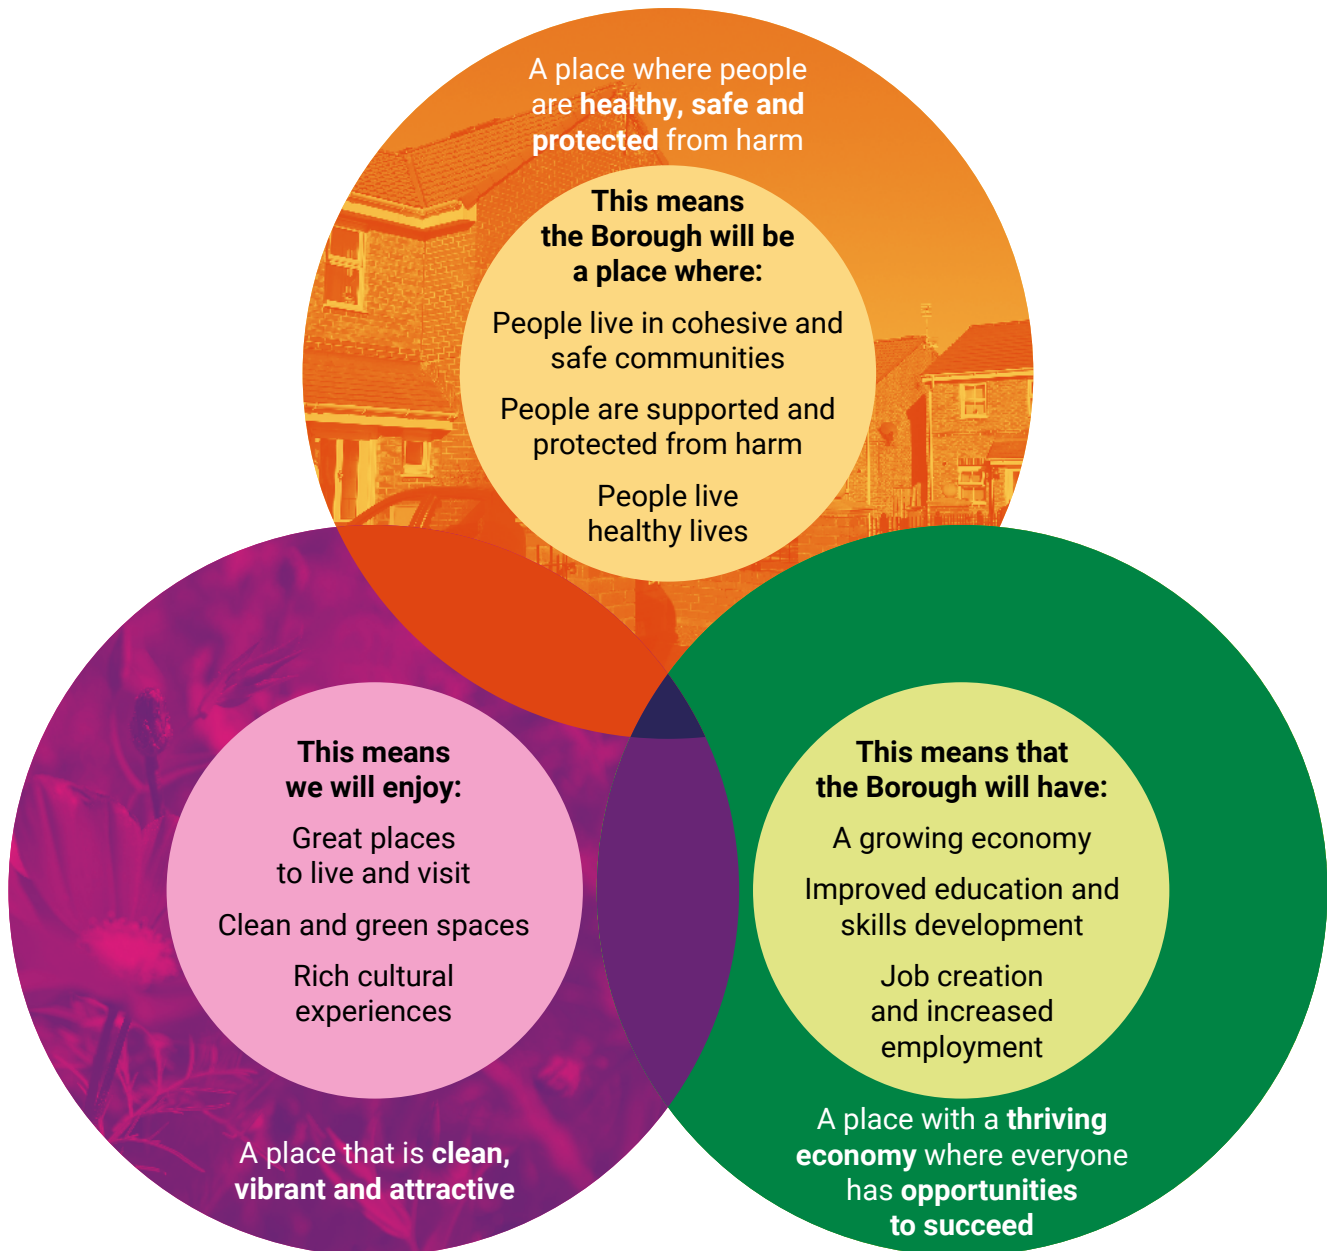 A place where people
are healthy, safe and
protected from harm
This means
the Borough will be
a place where:
People live in cohesive and
safe communities
People are supported and
protected from harm
People live
healthy lives
This means
we will enjoy:
Great places
to live and visit
Clean and green spaces
Rich cultural
experiences
A place that is clean,
vibrant and attractive
This means that
the Borough will have:
A growing economy
Improved education and
skills development
Job creation
and increased
employment
A place with a thriving
economy where everyone
has opportunities
to succeed